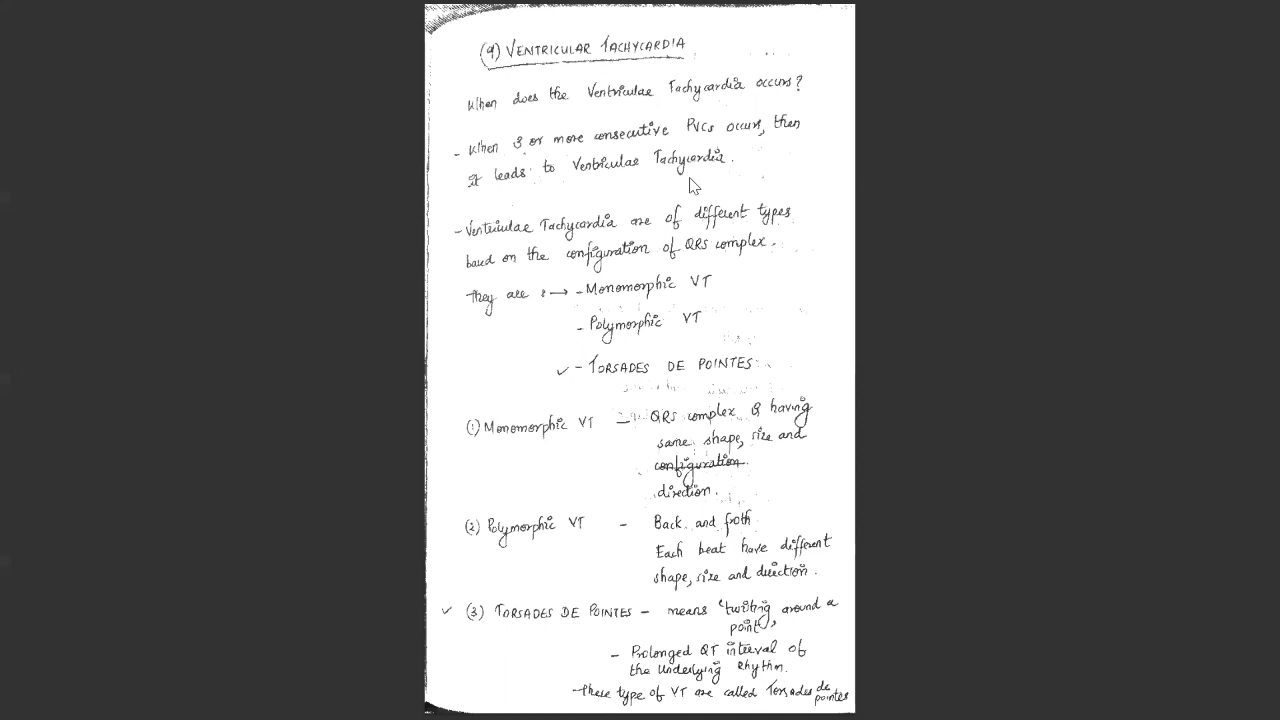 (9) VENTRICULAR TACHYCARDIA
When does the Ventriculae Tachycardia occurs?
- When 3 or more consecutive PVCs occurs, then
it leads to Ventriculae Tachycardia.
- Ventriculae Tachycardia are of different types
based on the configuration of QRS complex.
They are : → - Monomorphic VT
- Polymorphic VT
✓ - TORSADES DE POINTES
(1) Monomorphic VT - QRS complex is having
same shape, size and
configuration
direction.
(2) Polymorphic VT - Back and froth
Each beat have different
shape, size and direction.
✓ (3) TORSADES DE POINTES - means "twisting around a
point"
- Prolonged QT interval of
the underlying rhythm.
- These type of VT are called Torsades de
pointes